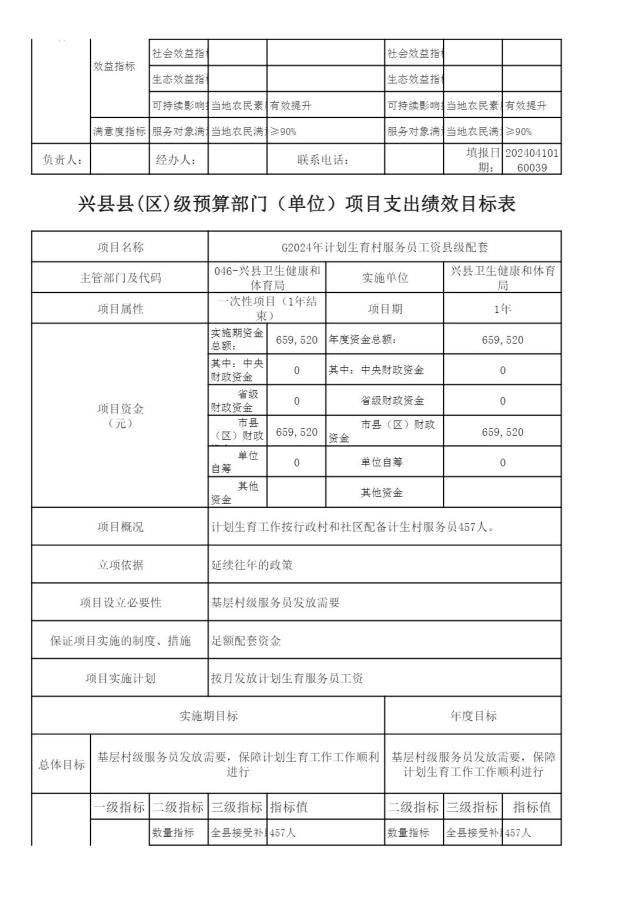 效益指标 社会效益指 社会效益指
生态效益指 生态效益指
可持续影响 当地农民素 有效提升 可持续影响 当地农民素 有效提升
满意度指标 服务对象满 当地农民满 ≥90% 服务对象满 当地农民满 ≥90%
负责人： 经办人： 联系电话： 填报日期： 20240410160039
兴县县(区)级预算部门（单位）项目支出绩效目标表
项目名称 G2024年计划生育村服务员工资县级配套
主管部门及代码 046-兴县卫生健康和体育局 实施单位 兴县卫生健康和体育局
项目属性 一次性项目（1年结束） 项目期 1年
项目资金（元） 实施期资金总额： 659,520 年度资金总额： 659,520
其中：中央财政资金 0 其中：中央财政资金 0
省级财政资金 0 省级财政资金 0
市县（区）财政 659,520 市县（区）财政资金 659,520
单位自筹 0 单位自筹 0
其他资金 其他资金
项目概况 计划生育工作按行政村和社区配备计生村服务员457人。
立项依据 延续往年的政策
项目设立必要性 基层村级服务员发放需要
保证项目实施的制度、措施 足额配套资金
项目实施计划 按月发放计划生育服务员工资
实施期目标 年度目标
总体目标 基层村级服务员发放需要，保障计划生育工作工作顺利进行 基层村级服务员发放需要，保障计划生育工作工作顺利进行
一级指标 二级指标 三级指标 指标值 二级指标 三级指标 指标值
数量指标 全县接受补 457人 数量指标 全县接受补 457人